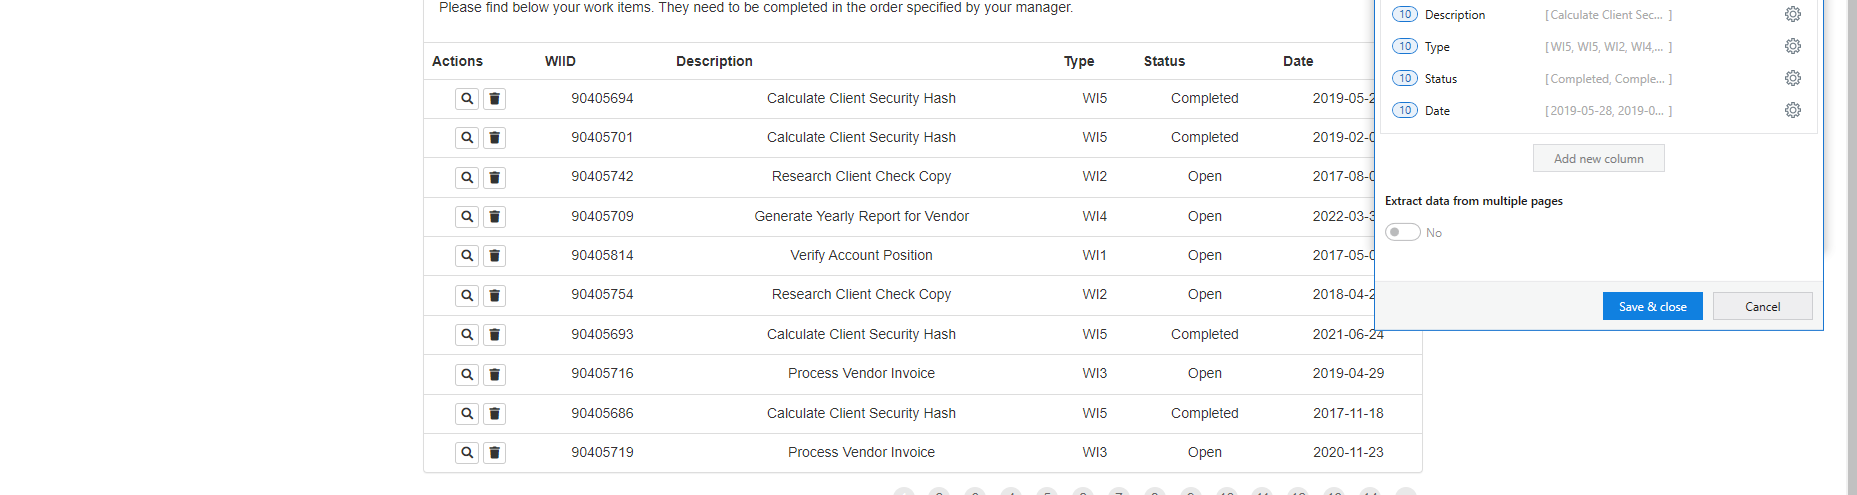 Please find below your work items. They need to be completed in the order specified by your manager.
Actions WIID Description Type Status Date
90405694 Calculate Client Security Hash WI5 Completed 2019-05-2
90405701 Calculate Client Security Hash WI5 Completed 2019-02-0
90405742 Research Client Check Copy WI2 Open 2017-08-0
90405709 Generate Yearly Report for Vendor WI4 Open 2022-03-3
90405814 Verify Account Position WI1 Open 2017-05-0
90405754 Research Client Check Copy WI2 Open 2018-04-2
90405693 Calculate Client Security Hash WI5 Completed 2021-06-24
90405716 Process Vendor Invoice WI3 Open 2019-04-29
90405686 Calculate Client Security Hash WI5 Completed 2017-11-18
90405719 Process Vendor Invoice WI3 Open 2020-11-23
10 Description [Calculate Client Sec... ]
10 Type [WI5, WI5, WI2, WI4,... ]
10 Status [Completed, Comple... ]
10 Date [2019-05-28, 2019-0... ]
Add new column
Extract data from multiple pages
No
Save & close Cancel